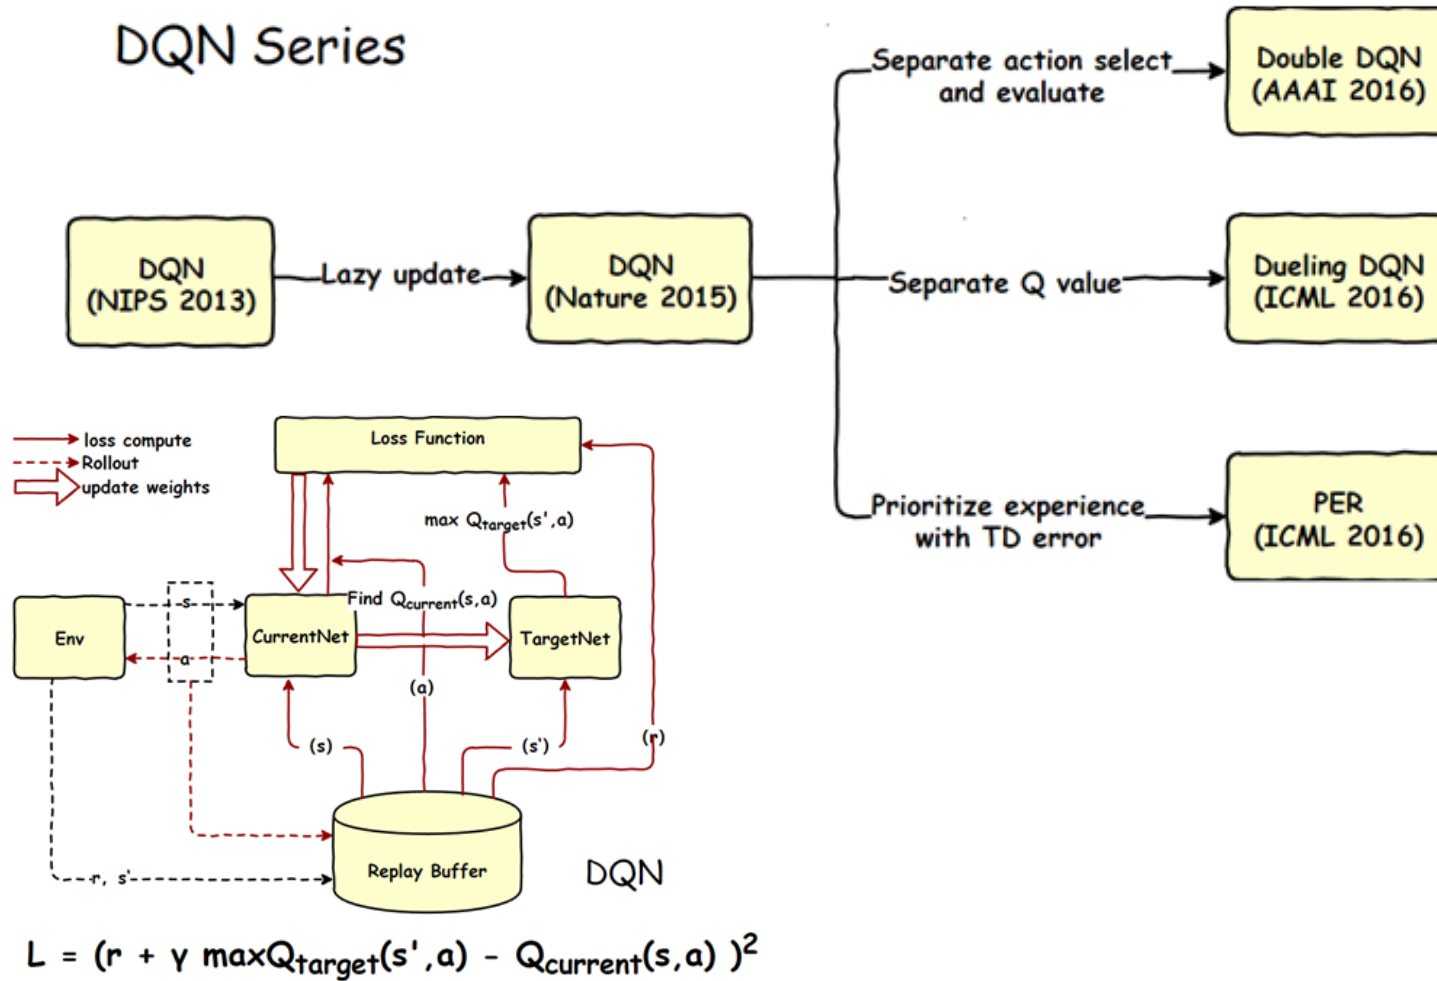 DQN Series
Separate action select
and evaluate
Double DQN
(AAAI 2016)
DQN
(NIPS 2013)
Lazy update
DQN
(Nature 2015)
Separate Q value
Dueling DQN
(ICML 2016)
Prioritize experience
with TD error
PER
(ICML 2016)
loss compute
Rollout
update weights
Loss Function
max Qtarget(s',a)
Find Qcurrent(s,a)
Env
s
a
CurrentNet
TargetNet
(a)
(s)
(s')
(r)
Replay Buffer
r, s'
DQN
L = (r + γ maxQtarget(s',a) - Qcurrent(s,a) )²